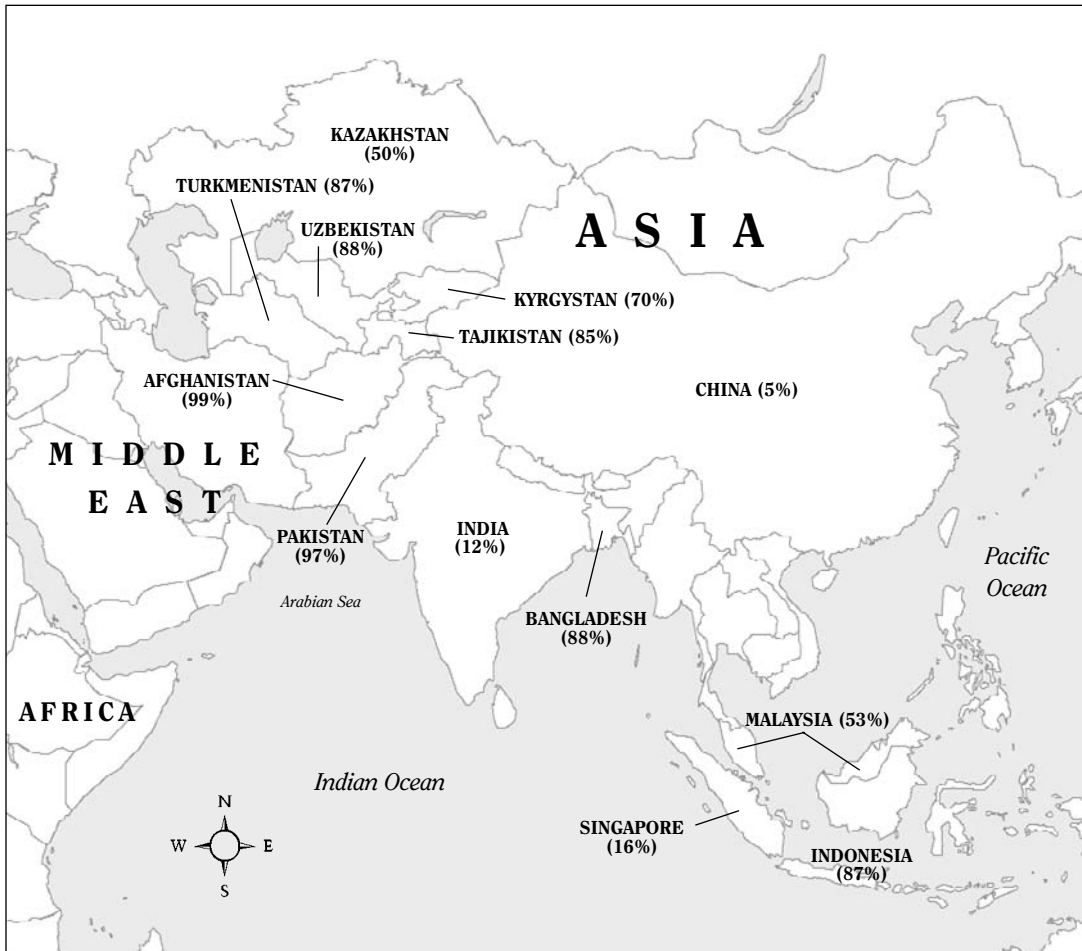 KAZAKHSTAN
(50%)
TURKMENISTAN (87%)
UZBEKISTAN
(88%)
A S I A
KYRGYSTAN (70%)
TAJIKISTAN (85%)
AFGHANISTAN
(99%)
CHINA (5%)
M I D D L E
E A S T
PAKISTAN
(97%)
INDIA
(12%)
Pacific
Ocean
Arabian Sea
BANGLADESH
(88%)
AFRICA
MALAYSIA (53%)
Indian Ocean
N
W E
S
SINGAPORE
(16%)
INDONESIA
(87%)